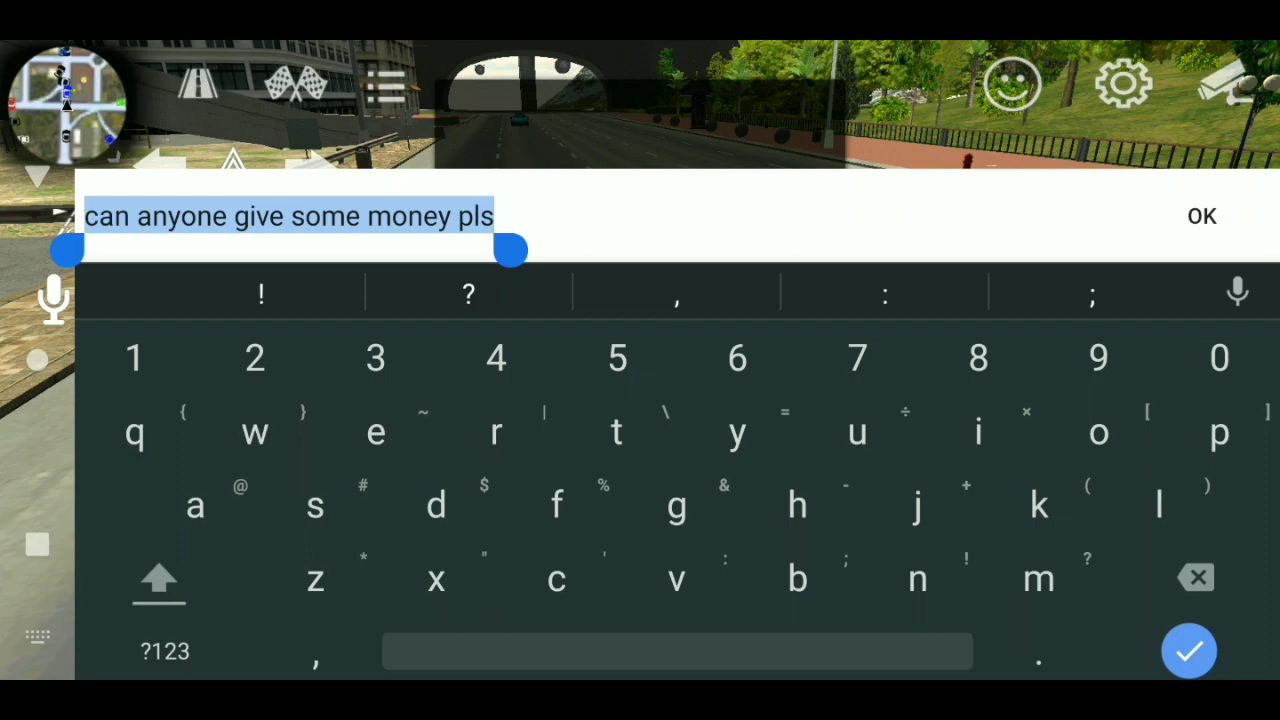 can anyone give some money pls
OK
! ? , : ;
1 2 3 4 5 6 7 8 9 0
{ } ~ | \ = ÷ × [ ]
q w e r t y u i o p
@ # $ % & - + ( )
a s d f g h j k l
* " ' : ; ! ?
z x c v b n m
?123 , .